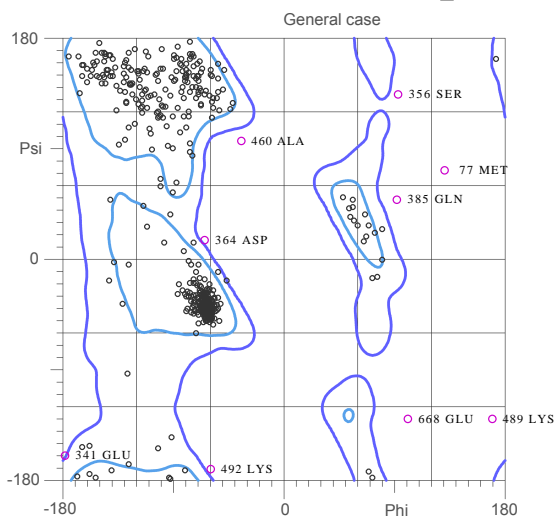 General case
180
356 SER
460 ALA
Psi
77 MET
385 GLN
364 ASP
0
668 GLU
489 LYS
341 GLU
492 LYS
-180
-180
0
Phi
180